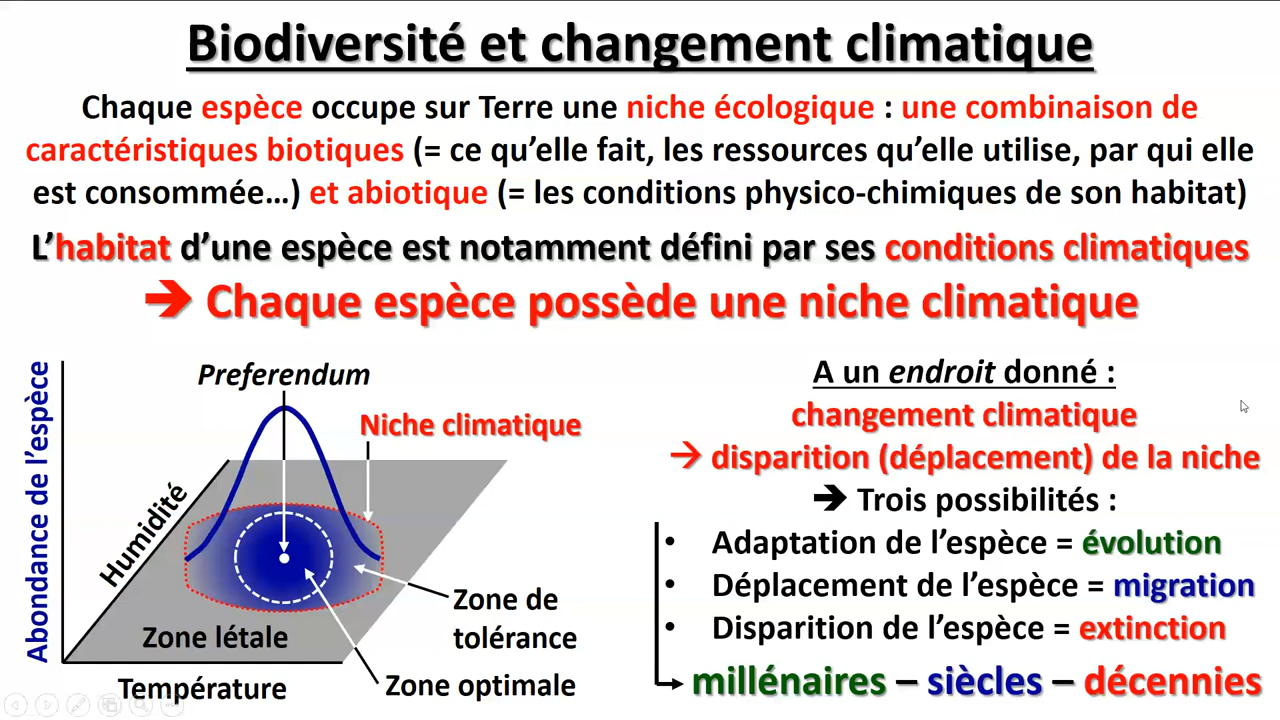 Biodiversité et changement climatique
Chaque espèce occupe sur Terre une niche écologique : une combinaison de
caractéristiques biotiques (= ce qu’elle fait, les ressources qu’elle utilise, par qui elle
est consommée…) et abiotique (= les conditions physico-chimiques de son habitat)
L’habitat d’une espèce est notamment défini par ses conditions climatiques
➔ Chaque espèce possède une niche climatique
Abondance de l’espèce
Preferendum
Niche climatique
Humidité
Zone de
tolérance
Zone létale
Zone optimale
Température
A un endroit donné :
changement climatique
→ disparition (déplacement) de la niche
➔ Trois possibilités :
• Adaptation de l’espèce = évolution
• Déplacement de l’espèce = migration
• Disparition de l’espèce = extinction
millénaires – siècles – décennies